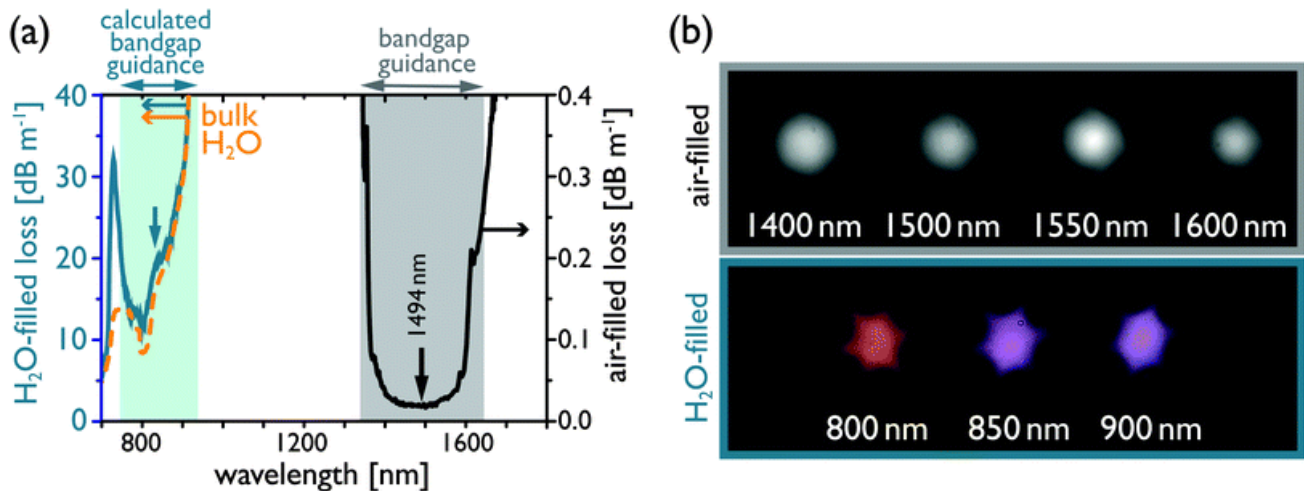 (a)
calculated
bandgap
guidance
bandgap
guidance
H₂O-filled loss [dB m⁻¹]
40
30
20
10
0
bulk
H₂O
1494 nm
0.4
0.3
0.2
0.1
0.0
air-filled loss [dB m⁻¹]
800
1200
1600
wavelength [nm]
(b)
air-filled
1400 nm
1500 nm
1550 nm
1600 nm
H₂O-filled
800 nm
850 nm
900 nm